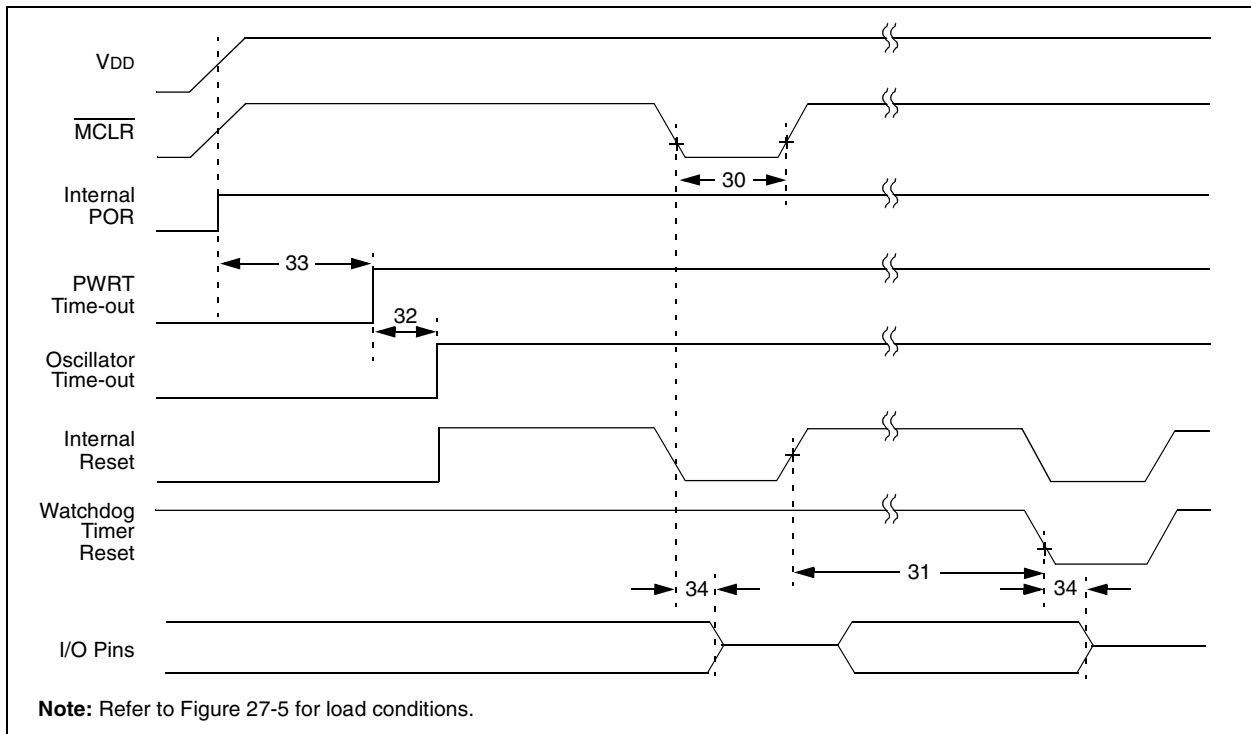 VDD
MCLR
30
Internal
POR
33
PWRT
Time-out
32
Oscillator
Time-out
Internal
Reset
Watchdog
Timer
Reset
31
34
34
I/O Pins
Note: Refer to Figure 27-5 for load conditions.